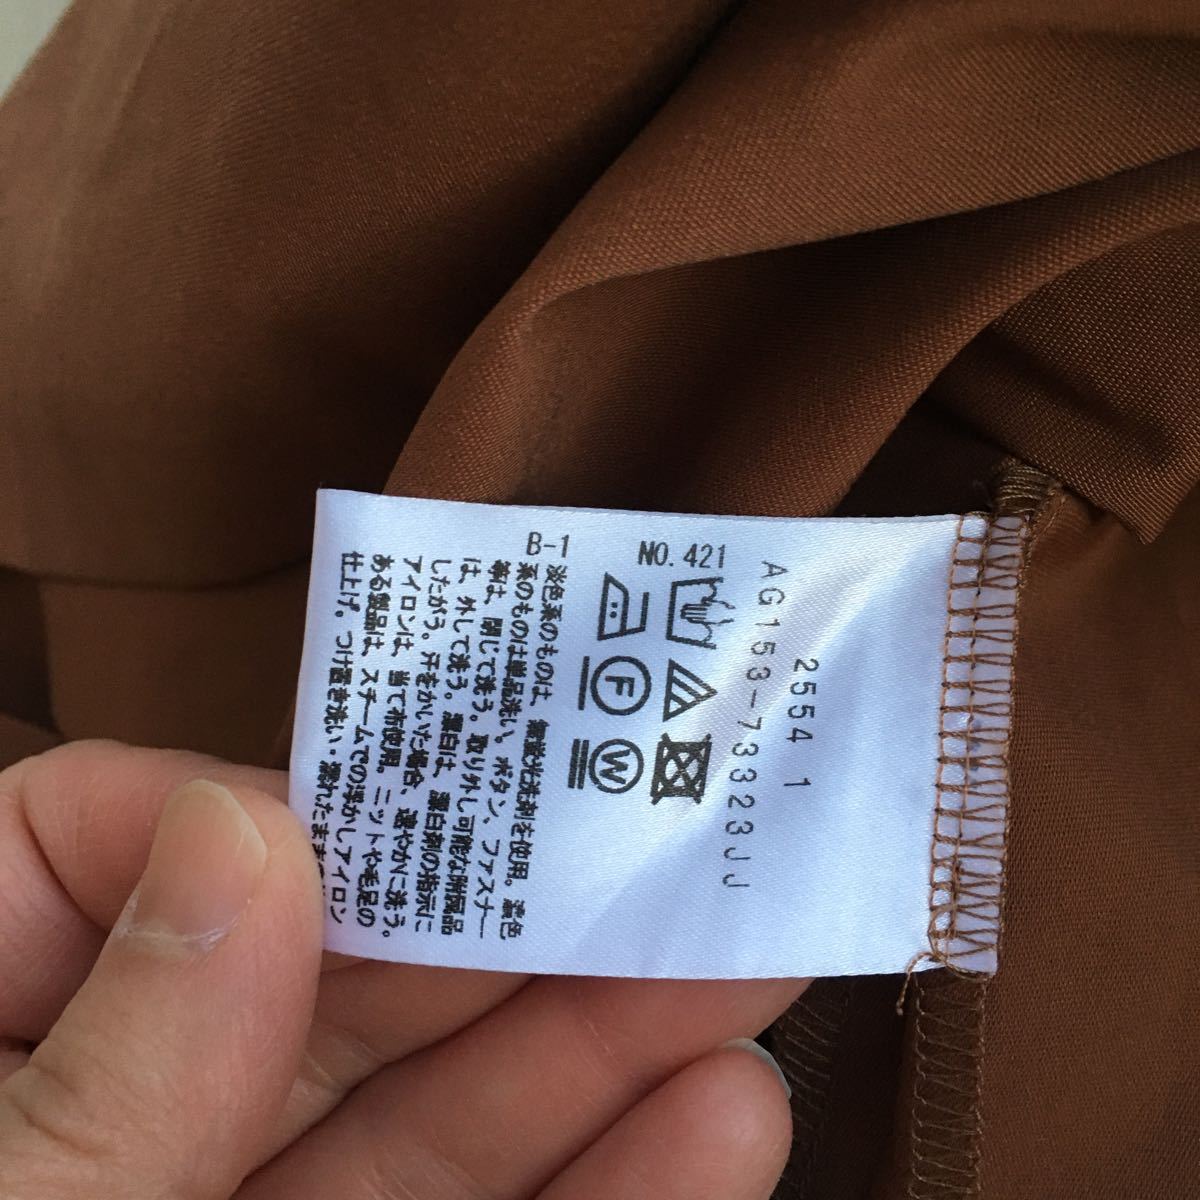 2554 1
AG153-73323JJ
NO. 421
F
W
B-1
淡色系のものは、無蛍光洗剤を使用。濃色
系のものは単品洗い。ボタン、ファスナー
等は、閉じて洗う。取り外し可能な附属品
は、外して洗う。漂白は、漂白剤の指示に
したがう。汗をかいた場合、速やかに洗う。
アイロンは、当て布使用。ニットや毛足の
ある製品は、スチームでの浮かしアイロン
仕上げ。つけ置き洗い・濡れたまま